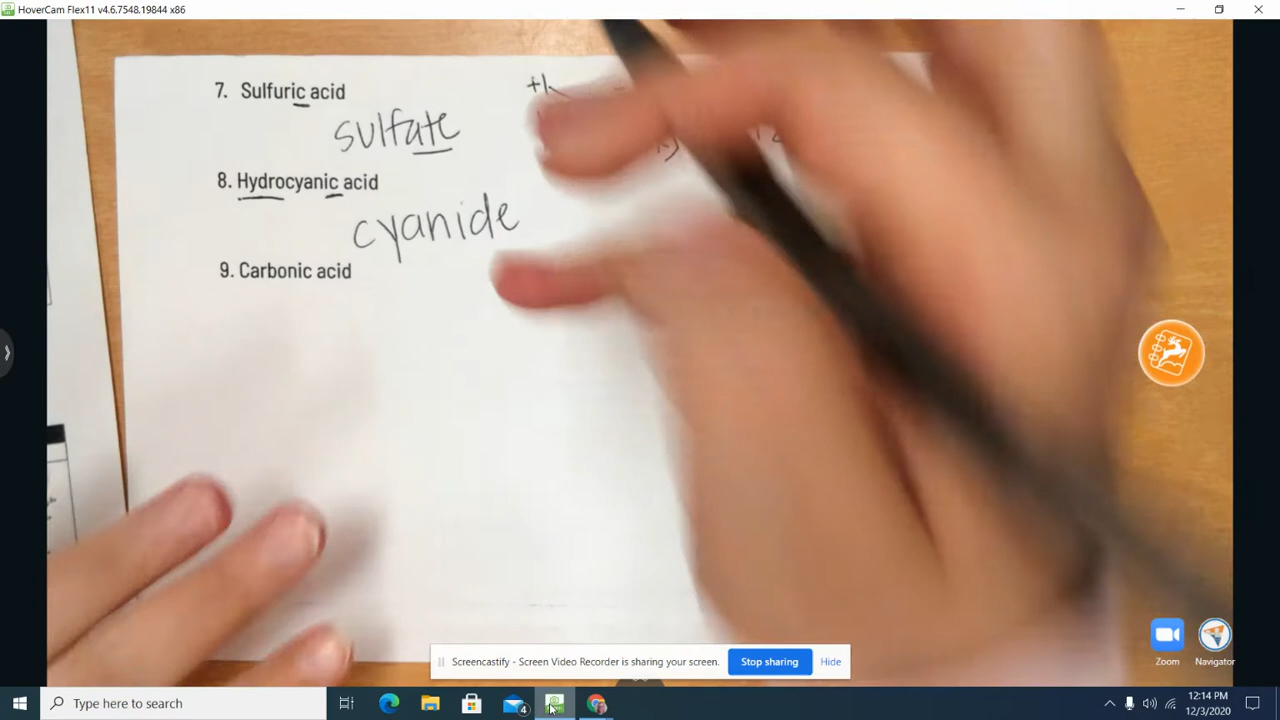 HoverCam Flex11 v4.6.7548.19844 x86
7. Sulfuric acid
+1
sulfate
8. Hydrocyanic acid
cyanide
9. Carbonic acid
Zoom
Navigator
Screencastify - Screen Video Recorder is sharing your screen.
Stop sharing
Hide
Type here to search
4
12:14 PM
12/3/2020